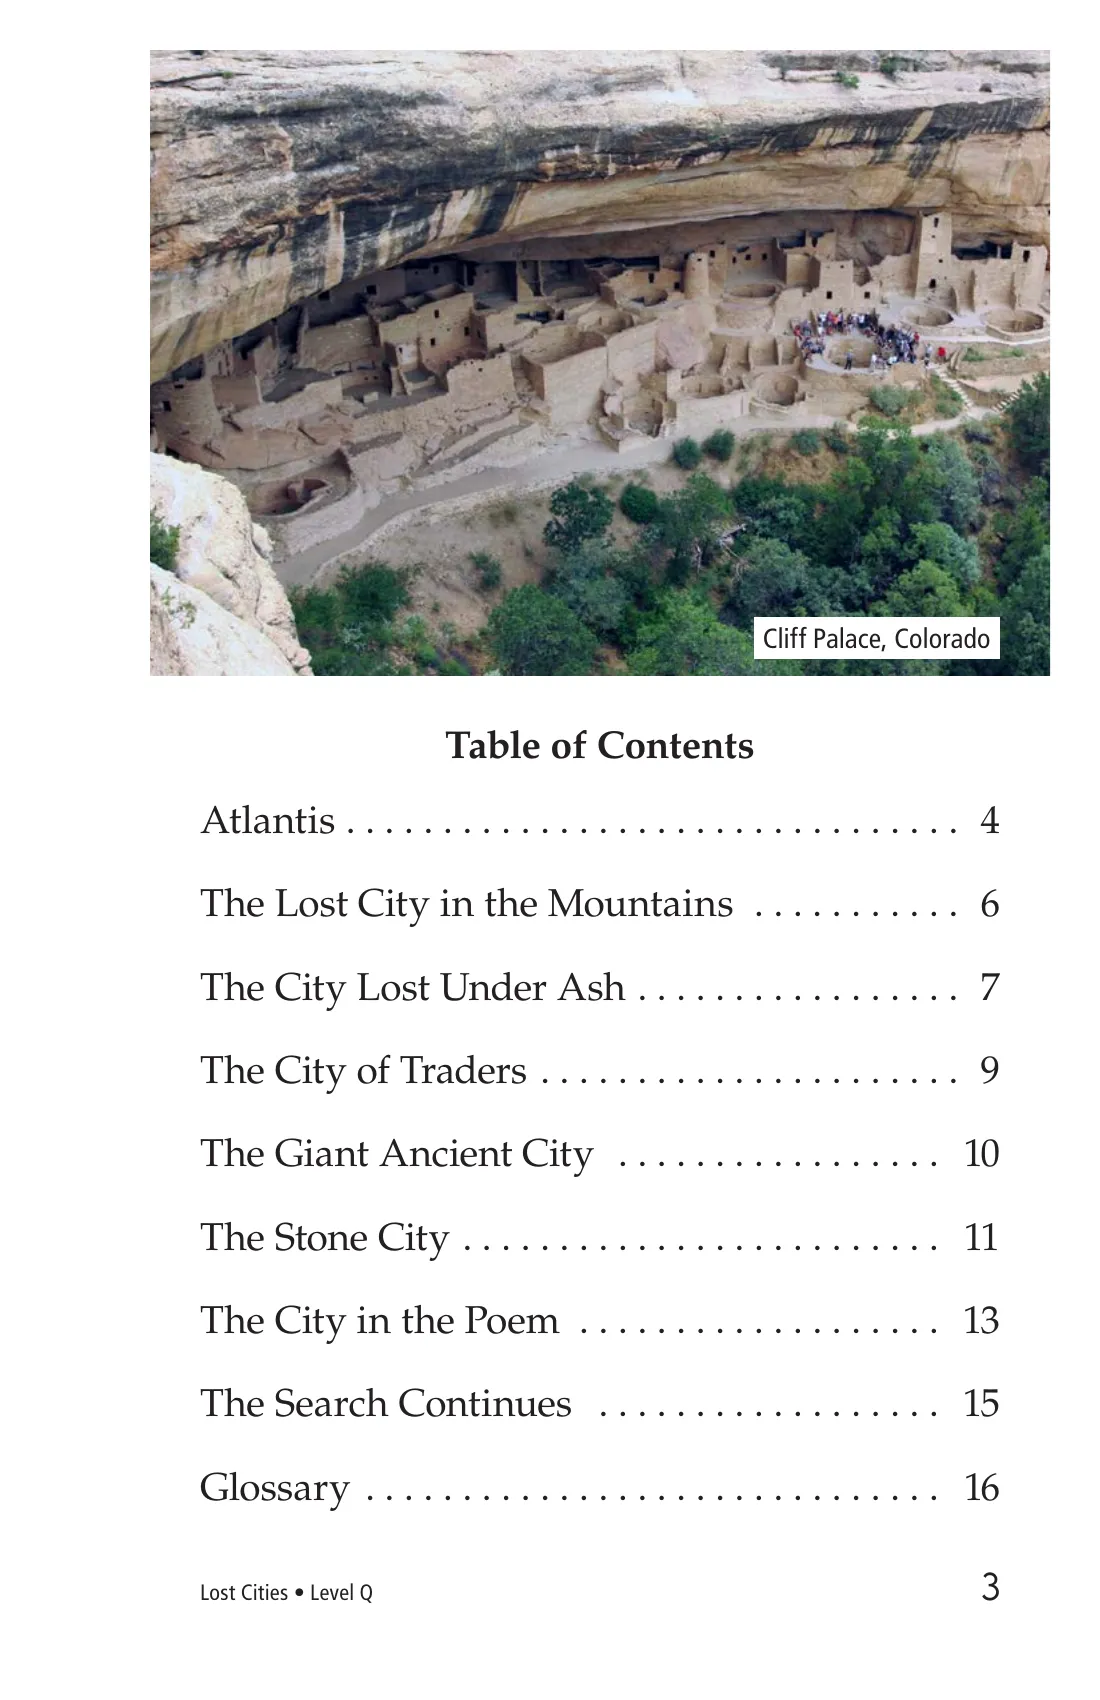 Cliff Palace, Colorado
Table of Contents
Atlantis . . . . . . . . . . . . . . . . . . . . . . . . . . . . . . . . 4
The Lost City in the Mountains . . . . . . . . . . . 6
The City Lost Under Ash . . . . . . . . . . . . . . . . . 7
The City of Traders . . . . . . . . . . . . . . . . . . . . . . 9
The Giant Ancient City . . . . . . . . . . . . . . . . . 10
The Stone City . . . . . . . . . . . . . . . . . . . . . . . . . 11
The City in the Poem . . . . . . . . . . . . . . . . . . . 13
The Search Continues . . . . . . . . . . . . . . . . . . 15
Glossary . . . . . . . . . . . . . . . . . . . . . . . . . . . . . . 16
Lost Cities • Level Q 3